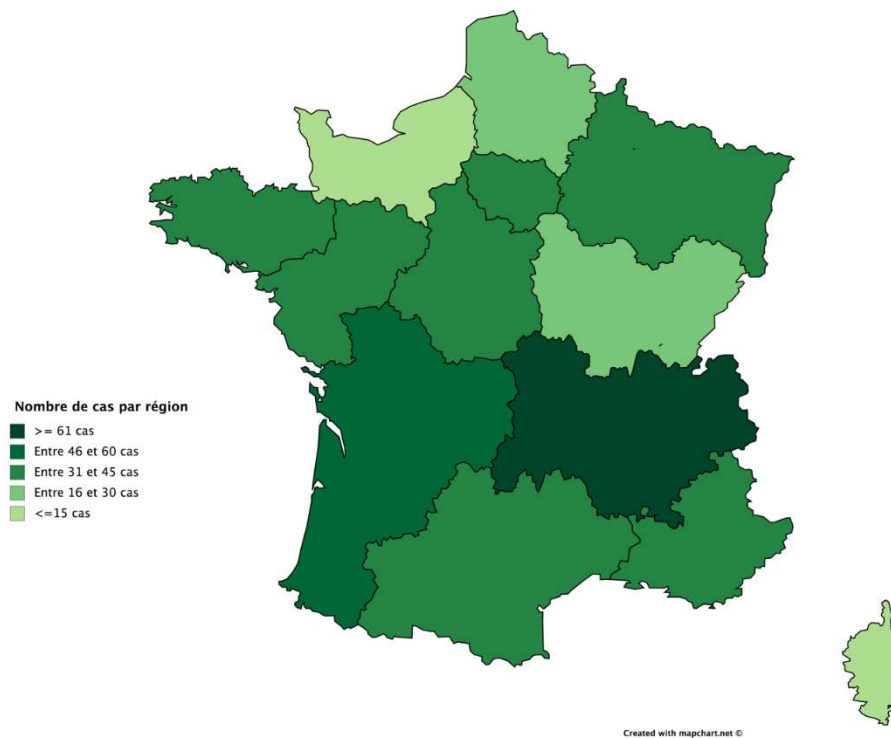 Nombre de cas par région
>= 61 cas
Entre 46 et 60 cas
Entre 31 et 45 cas
Entre 16 et 30 cas
<=15 cas
Created with mapchart.net ©